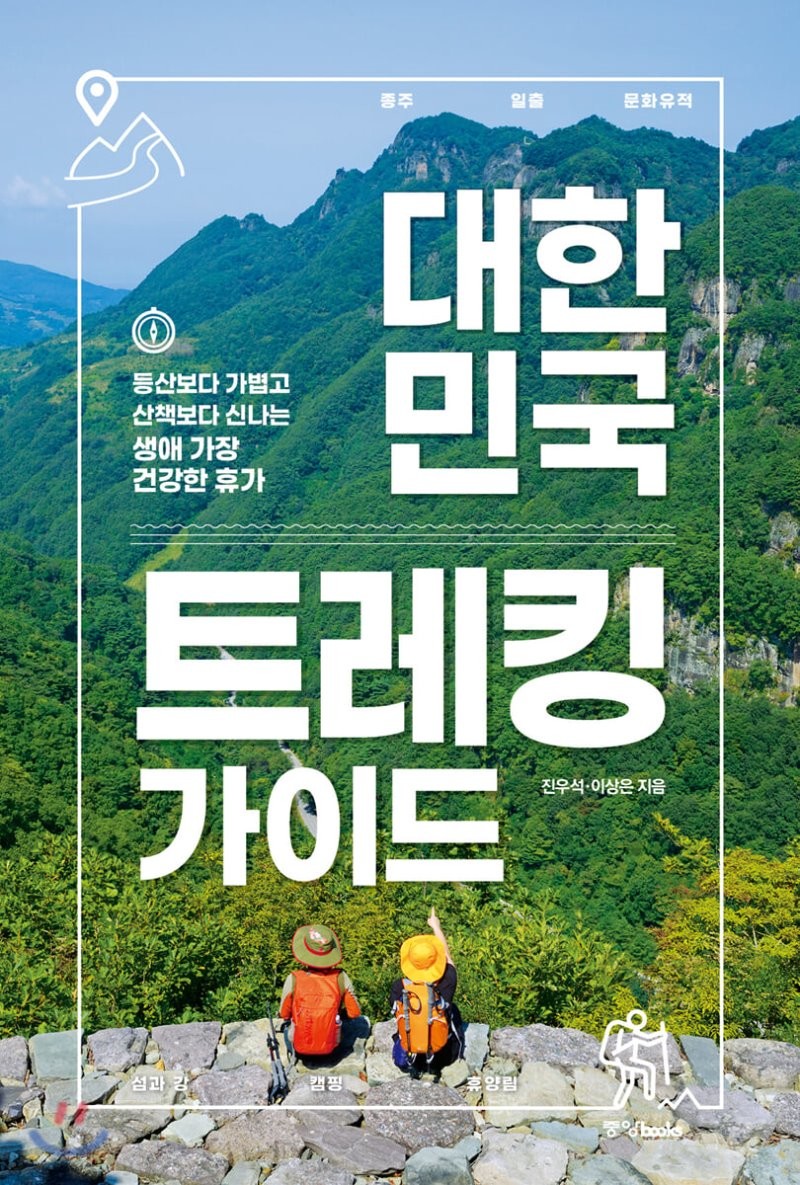 종주 일출 문화유적
대한
민국
등산보다 가볍고
산책보다 신나는
생애 가장
건강한 휴가
트레킹
가이드
진우석·이상은 지음
섬과 강 캠핑 휴양림
중앙books